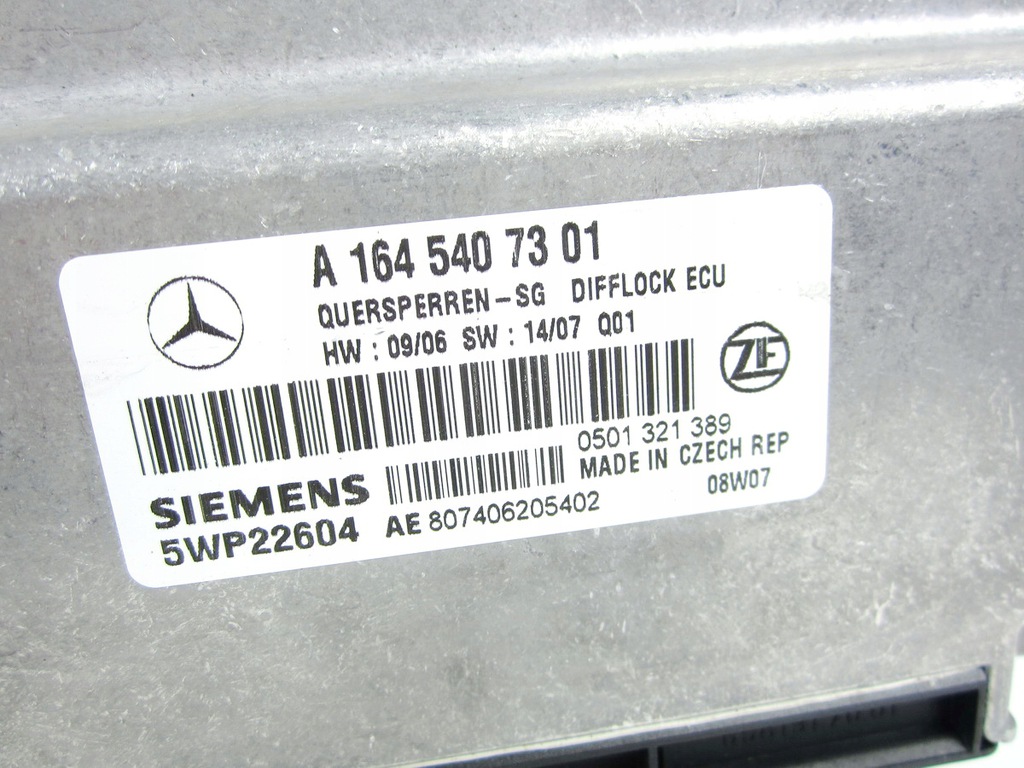 A 164 540 73 01
QUERSPERREN-SG DIFFLOCK ECU
HW : 09/06 SW : 14/07 Q01
ZF
0501 321 389
MADE IN CZECH REP
08W07
SIEMENS
5WP22604
AE 807406205402